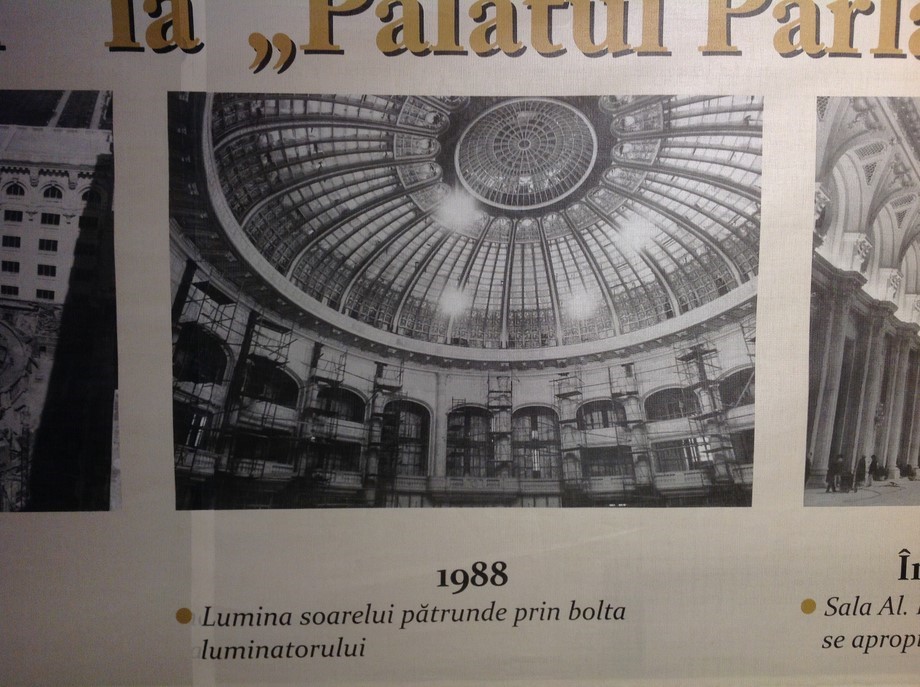 la „Palatul Parla
1988
Lumina soarelui pătrunde prin bolta
luminatorului
Sala Al.
se apropi